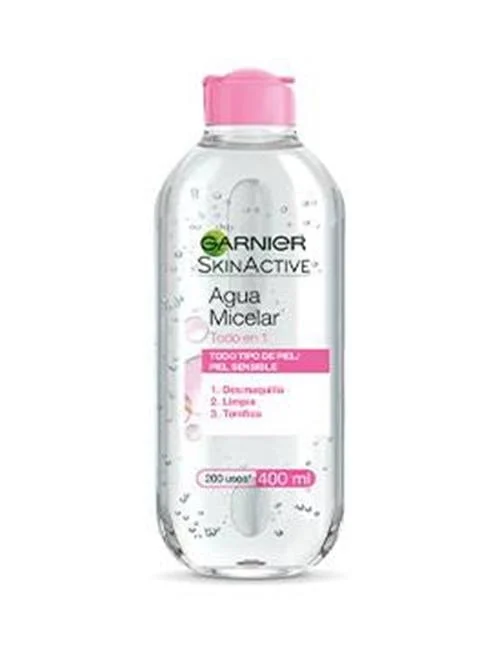 GARNIER
SKINACTIVE
Agua
Micelar
Todo en 1
TODO TIPO DE PIEL/
PIEL SENSIBLE
1. Desmaquilla
2. Limpia
3. Tonifica
200 usos* 400 ml